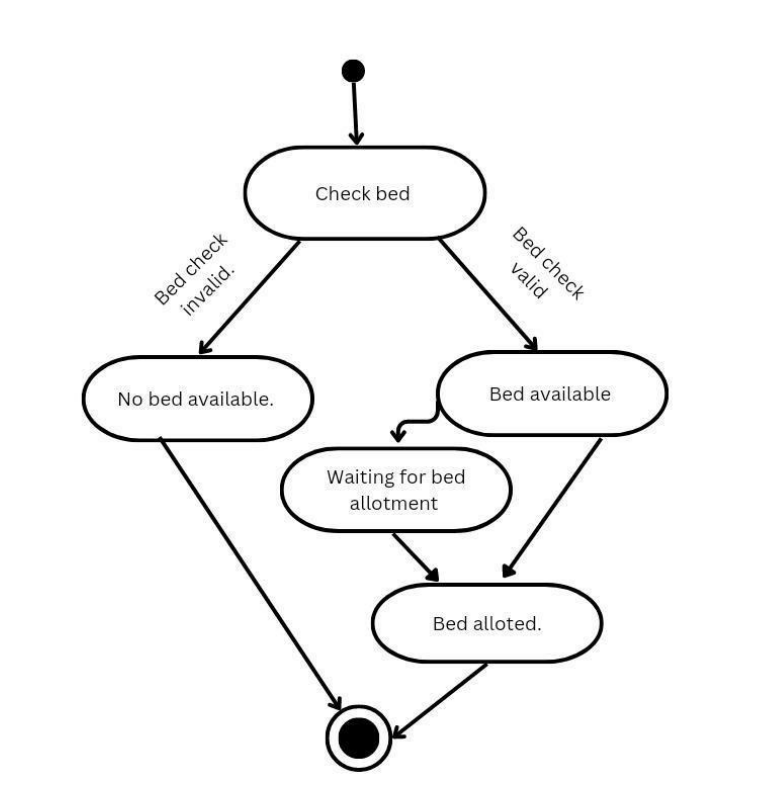 Check bed
Bed check
invalid.
Bed check
valid
No bed available.
Bed available
Waiting for bed
allotment
Bed alloted.